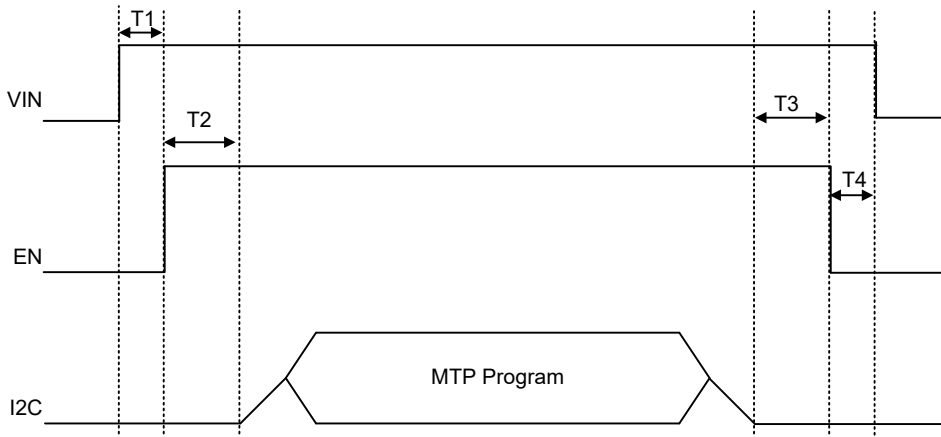 T1
VIN
T2
T3
T4
EN
MTP Program
I2C